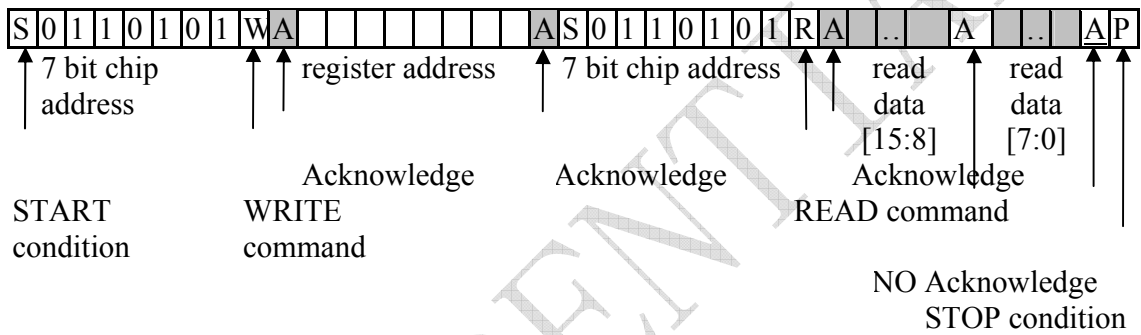 S 0 1 1 0 1 0 1 W A A S 0 1 1 0 1 0 1 R A .. A .. A P
7 bit chip register address 7 bit chip address read read
address data data
[15:8] [7:0]
Acknowledge Acknowledge Acknowledge
START WRITE READ command
condition command
NO Acknowledge
STOP condition